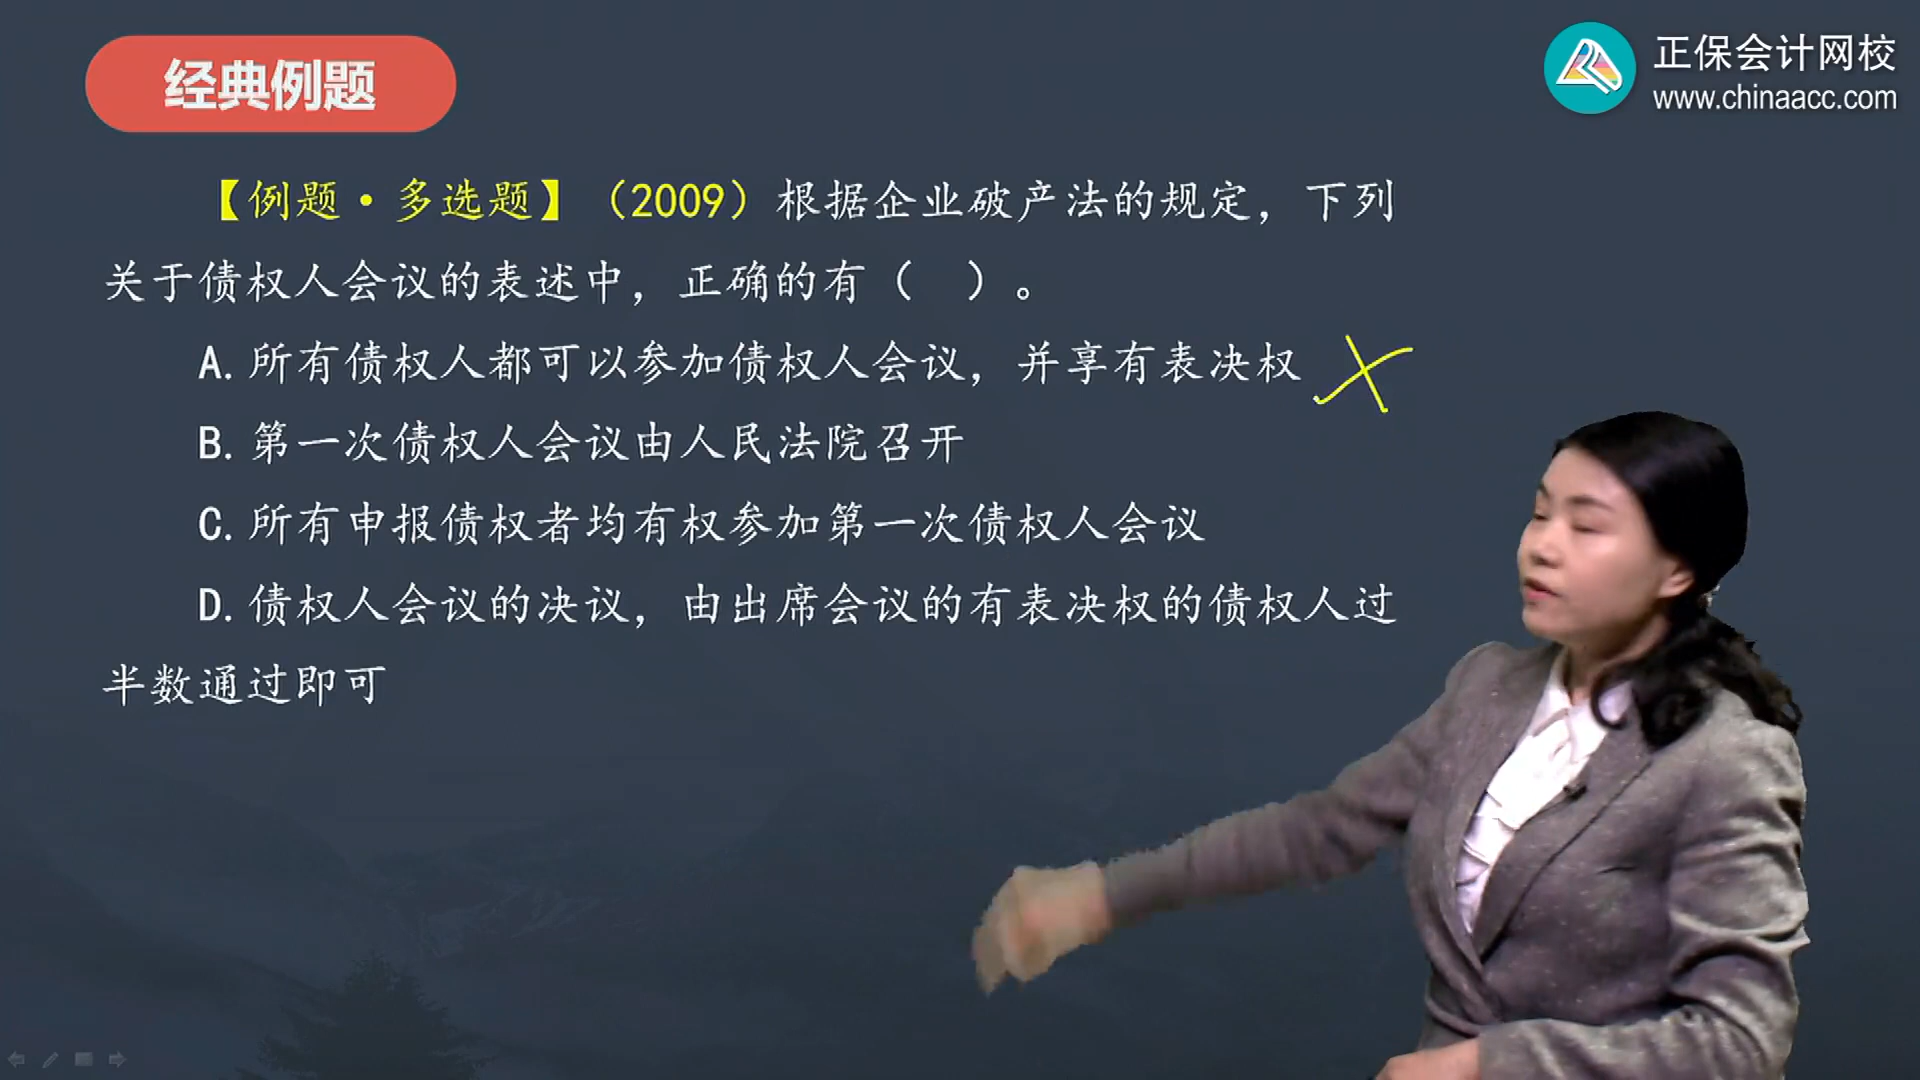 经典例题
正保会计网校
www.chinaacc.com
【例题·多选题】（2009）根据企业破产法的规定，下列
关于债权人会议的表述中，正确的有（ ）。
A. 所有债权人都可以参加债权人会议，并享有表决权
B. 第一次债权人会议由人民法院召开
C. 所有申报债权者均有权参加第一次债权人会议
D. 债权人会议的决议，由出席会议的有表决权的债权人过
半数通过即可